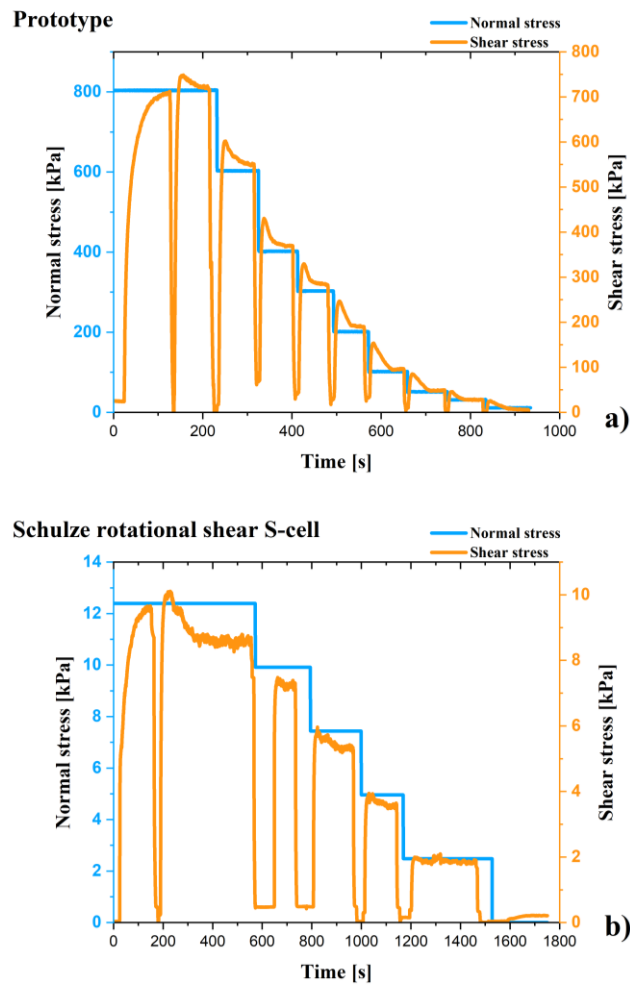 Prototype
Normal stress
Shear stress
800
600
400
200
0
Normal stress [kPa]
800
700
600
500
400
300
200
100
0
Shear stress [kPa]
0 200 400 600 800 1000
Time [s]
a)
Schulze rotational shear S-cell
Normal stress
Shear stress
14
12
10
8
6
4
2
0
Normal stress [kPa]
10
8
6
4
2
0
Shear stress [kPa]
0 200 400 600 800 1000 1200 1400 1600 1800
Time [s]
b)